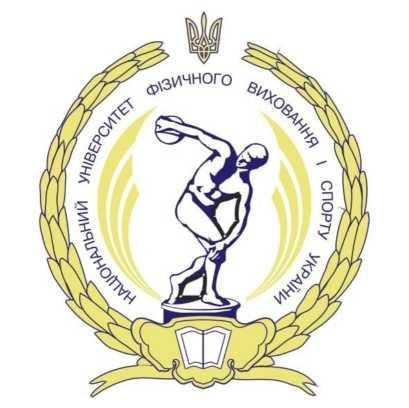 НАЦІОНАЛЬНИЙ УНІВЕРСИТЕТ ФІЗИЧНОГО ВИХОВАННЯ І СПОРТУ УКРАЇНИ